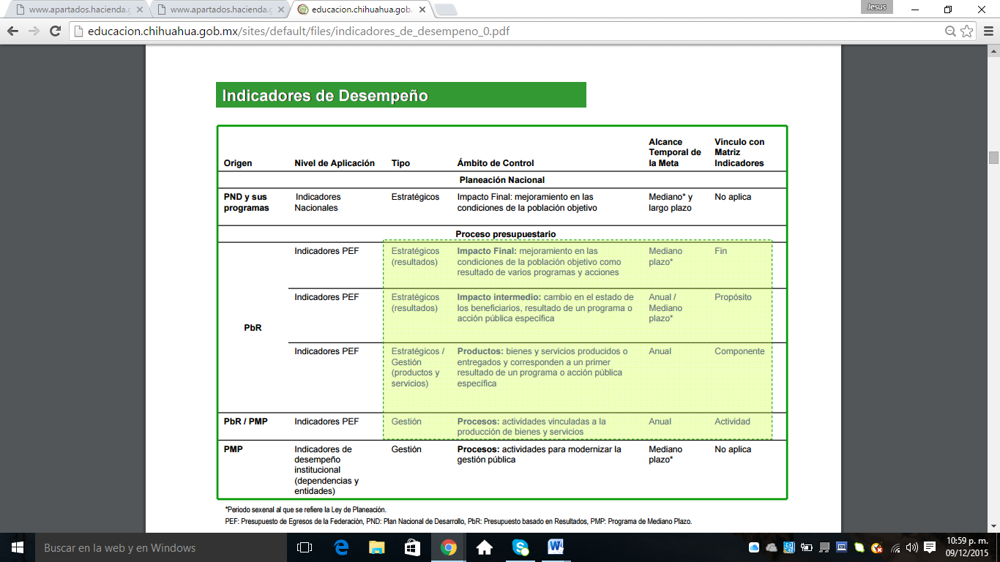 www.apartados.hacienda.g
www.apartados.hacienda.g
educacion.chihuahua.gob.
Jesus
educacion.chihuahua.gob.mx/sites/default/files/indicadores_de_desempeno_0.pdf
Indicadores de Desempeño
Origen Nivel de Aplicación Tipo Ámbito de Control Alcance Temporal de la Meta Vínculo con Matriz Indicadores
Planeación Nacional
PND y sus programas Indicadores Nacionales Estratégicos Impacto Final: mejoramiento en las condiciones de la población objetivo Mediano* y largo plazo No aplica
Proceso presupuestario
Indicadores PEF Estratégicos (resultados) Impacto Final: mejoramiento en las condiciones de la población objetivo como resultado de varios programas y acciones Mediano plazo* Fin
PbR
Indicadores PEF Estratégicos (resultados) Impacto intermedio: cambio en el estado de los beneficiarios, resultado de un programa o acción pública específica Anual / Mediano plazo* Propósito
Indicadores PEF Estratégicos / Gestión (productos y servicios) Productos: bienes y servicios producidos o entregados y corresponden a un primer resultado de un programa o acción pública específica Anual Componente
PbR / PMP Indicadores PEF Gestión Procesos: actividades vinculadas a la producción de bienes y servicios Anual Actividad
PMP Indicadores de desempeño institucional (dependencias y entidades) Gestión Procesos: actividades para modernizar la gestión pública Mediano plazo* No aplica
*Periodo sexenal al que se refiere la Ley de Planeación.
PEF: Presupuesto de Egresos de la Federación, PND: Plan Nacional de Desarrollo, PbR: Presupuesto basado en Resultados, PMP: Programa de Mediano Plazo.
Buscar en la web y en Windows
10:59 p. m.
09/12/2015